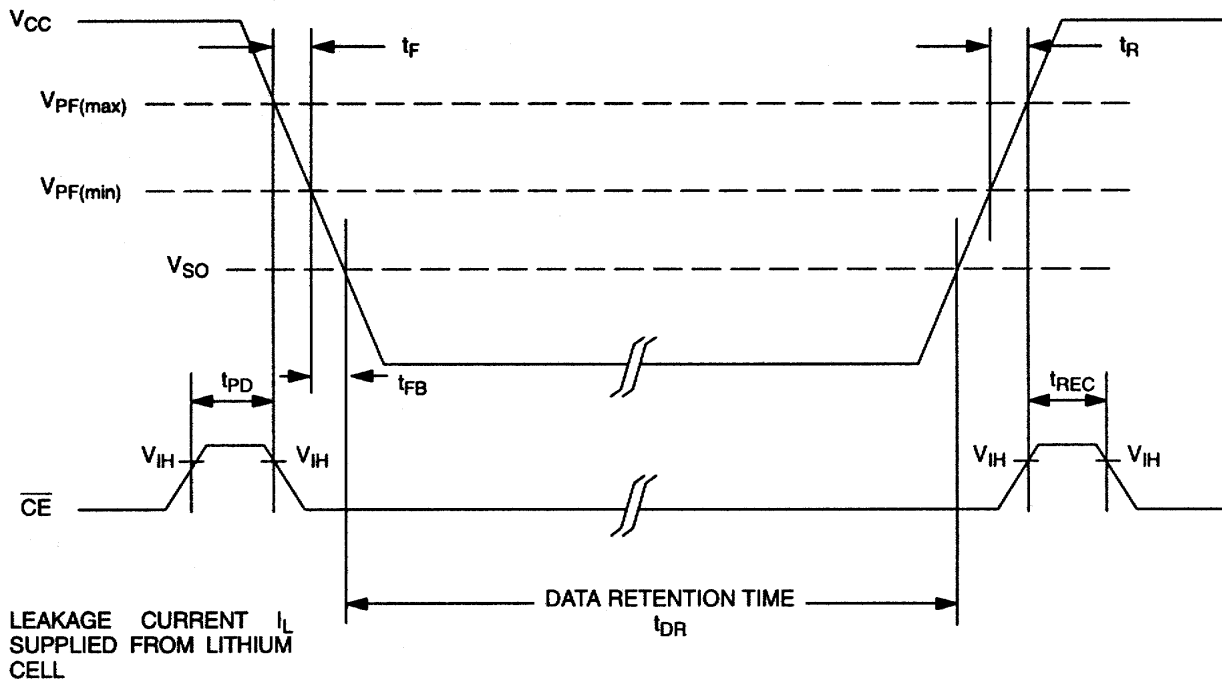 VCC
tF
tR
VPF(max)
VPF(min)
VSO
tPD
tFB
tREC
VIH
VIH
VIH
VIH
CE
DATA RETENTION TIME
tDR
LEAKAGE CURRENT IL
SUPPLIED FROM LITHIUM
CELL